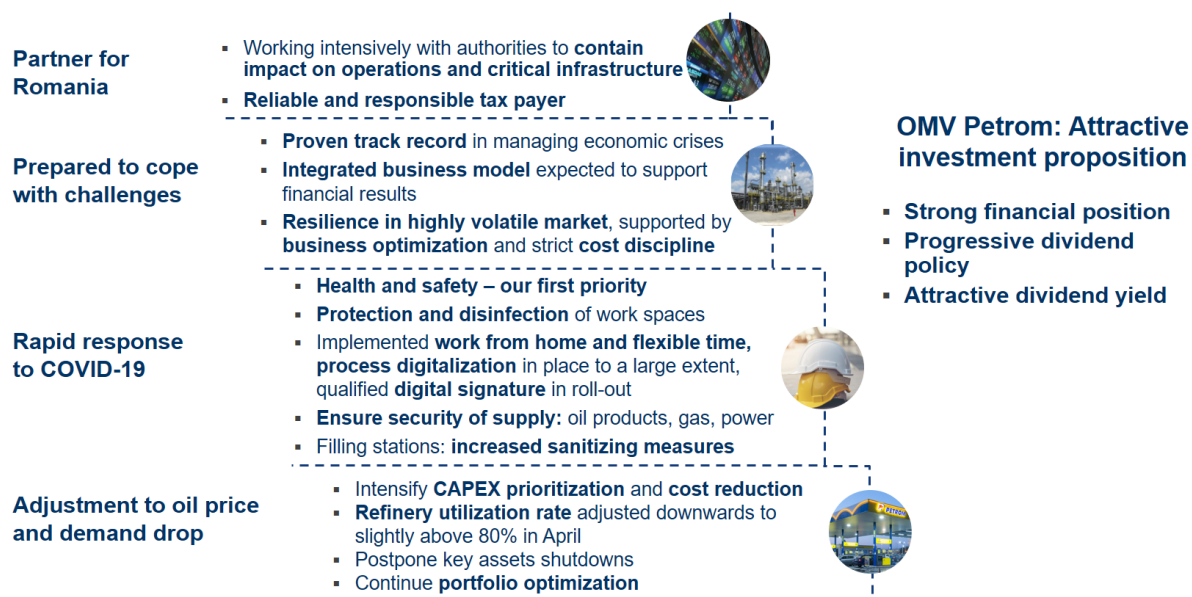 Partner for
Romania
▪ Working intensively with authorities to contain
impact on operations and critical infrastructure
▪ Reliable and responsible tax payer
Prepared to cope
with challenges
▪ Proven track record in managing economic crises
▪ Integrated business model expected to support
financial results
▪ Resilience in highly volatile market, supported by
business optimization and strict cost discipline
Rapid response
to COVID-19
▪ Health and safety – our first priority
▪ Protection and disinfection of work spaces
▪ Implemented work from home and flexible time,
process digitalization in place to a large extent,
qualified digital signature in roll-out
▪ Ensure security of supply: oil products, gas, power
▪ Filling stations: increased sanitizing measures
Adjustment to oil price
and demand drop
▪ Intensify CAPEX prioritization and cost reduction
▪ Refinery utilization rate adjusted downwards to
slightly above 80% in April
▪ Postpone key assets shutdowns
▪ Continue portfolio optimization
PETROM
OMV Petrom: Attractive
investment proposition
▪ Strong financial position
▪ Progressive dividend
policy
▪ Attractive dividend yield